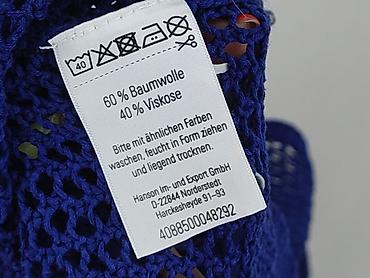 40
60 % Baumwolle
40 % Viskose
Bitte mit ähnlichen Farben
waschen, feucht in Form ziehen
und liegend trocknen.
Hanson Im- und Export GmbH
D-22844 Norderstedt
Harckesheyde 91–93
4088500048292